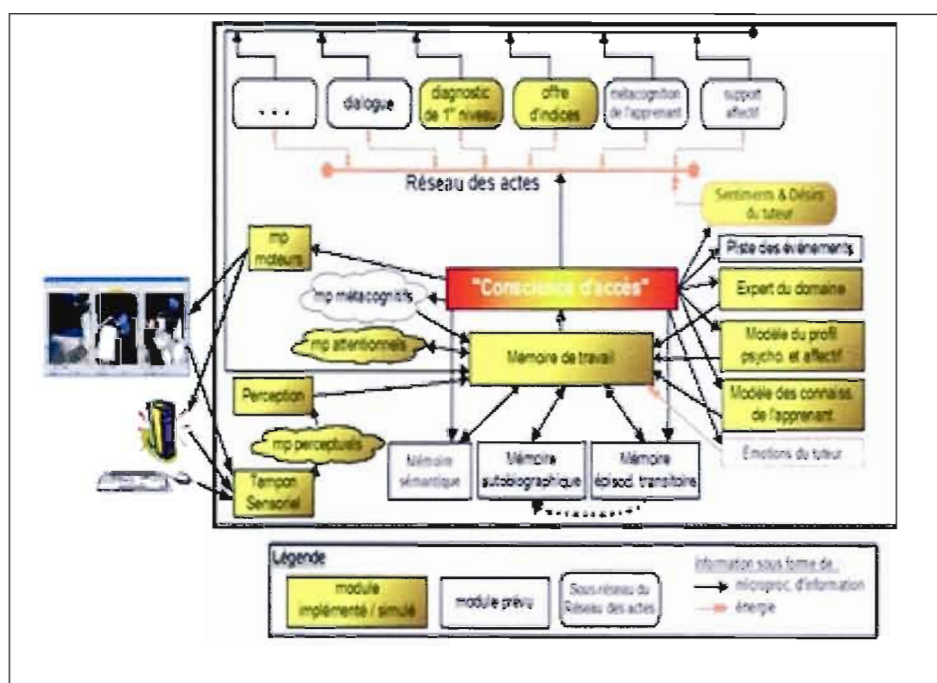 . . .
dialogue
diagnostic
de 1er niveau
offre
d'indices
métacognition
de l'apprenant
support
affectif
Réseau des actes
Sentiments & Désirs
du tuteur
mp
moteurs
Piste des événements
"Conscience d'accès"
Expert du domaine
mp métacognitifs
Mémoire de travail
Modèle du profil
psycho. et affectif
mp attentionnels
Perception
Modèle des connaiss.
de l'apprenant
mp perceptuels
Émotions du tuteur
Mémoire
sémantique
Mémoire
autobiographique
Mémoire
épisod. transitoire
Tampon
Sensoriel
Légende
module
implémenté / simulé
module prévu
Sous-réseau du
Réseau des actes
Information sous forme de
microproc. d'information
énergie